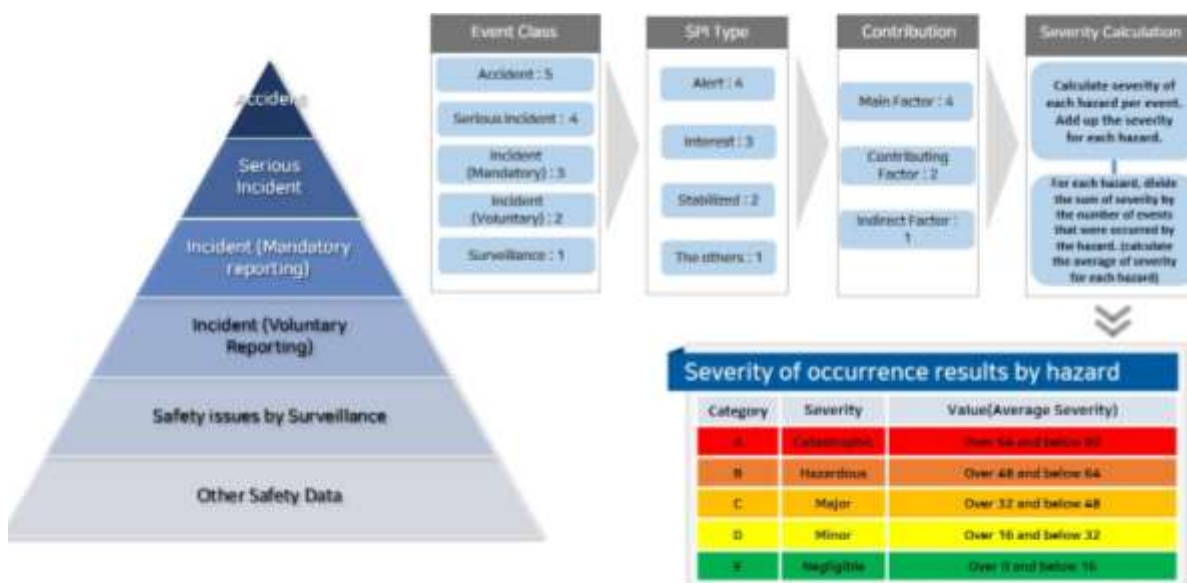 Accident
Serious
Incident
Incident (Mandatory
reporting)
Incident (Voluntary
Reporting)
Safety issues by Surveillance
Other Safety Data
Event Class
Accident : 5
Serious Incident : 4
Incident
(Mandatory) : 3
Incident
(Voluntary) : 2
Surveillance : 1
SPI Type
Alert : 4
Interest : 3
Stabilized : 2
The others : 1
Contribution
Main Factor : 4
Contributing
Factor : 2
Indirect Factor :
1
Severity Calculation
Calculate severity of
each hazard per event.
Add up the severity
for each hazard.
For each hazard, divide
the sum of severity by
the number of events
that were occurred by
the hazard. (calculate
the average of severity
for each hazard)
Severity of occurrence results by hazard
Category Severity Value(Average Severity)
A Catastrophic Over 64 and below 80
B Hazardous Over 48 and below 64
C Major Over 32 and below 48
D Minor Over 16 and below 32
E Negligible Over 0 and below 16